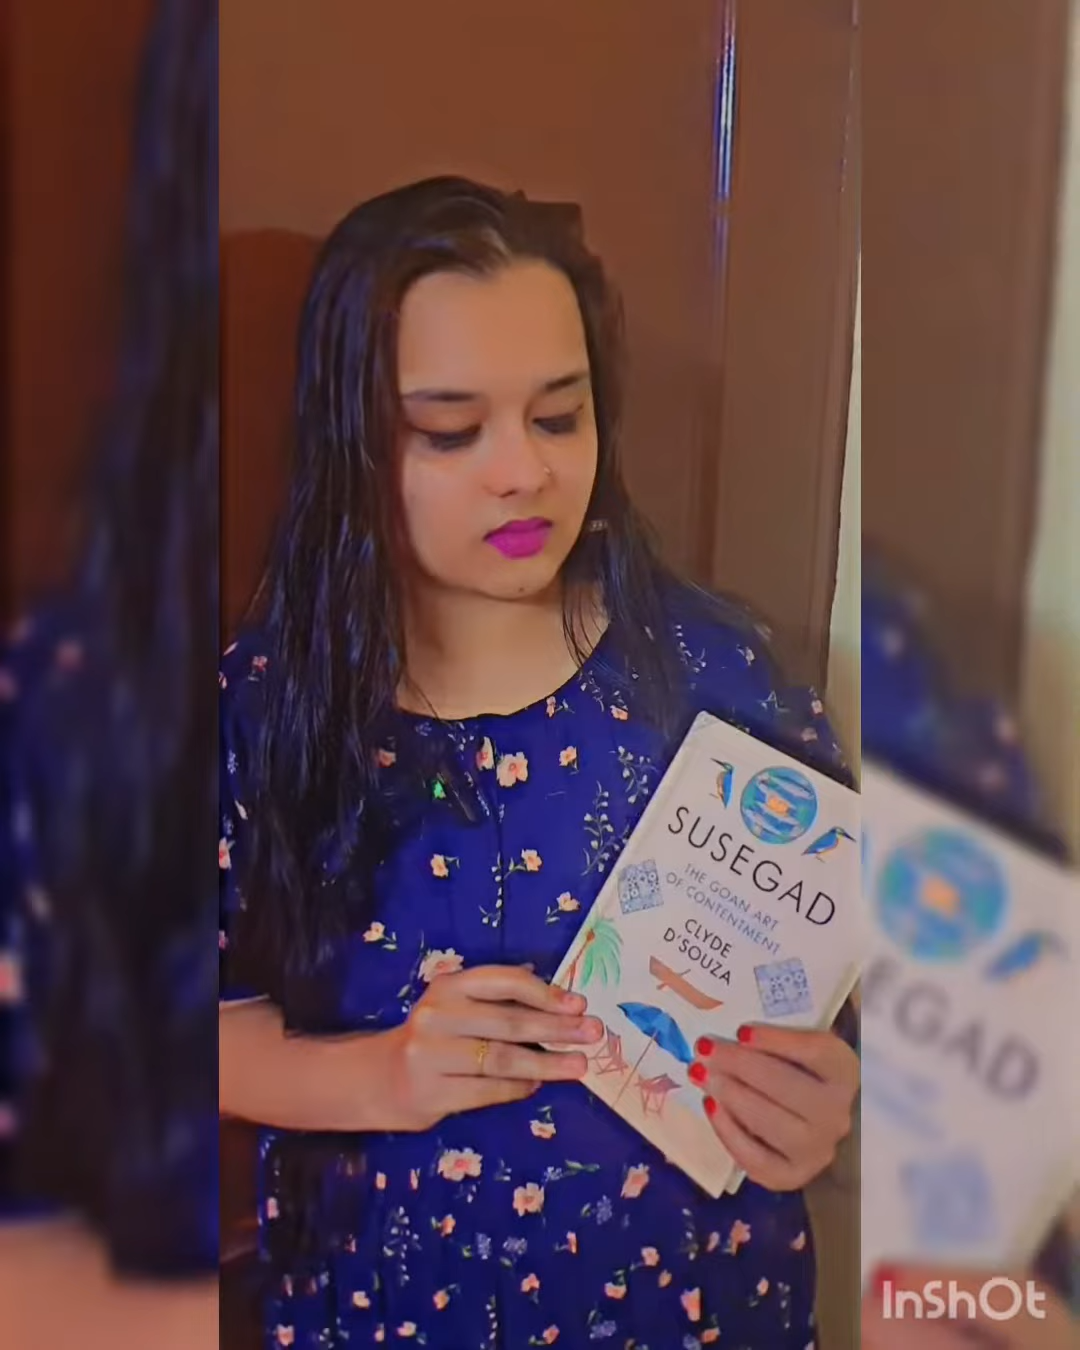 SUSEGAD
THE GOAN ART
OF CONTENTMENT
CLYDE
D'SOUZA
EGAD
InShOt